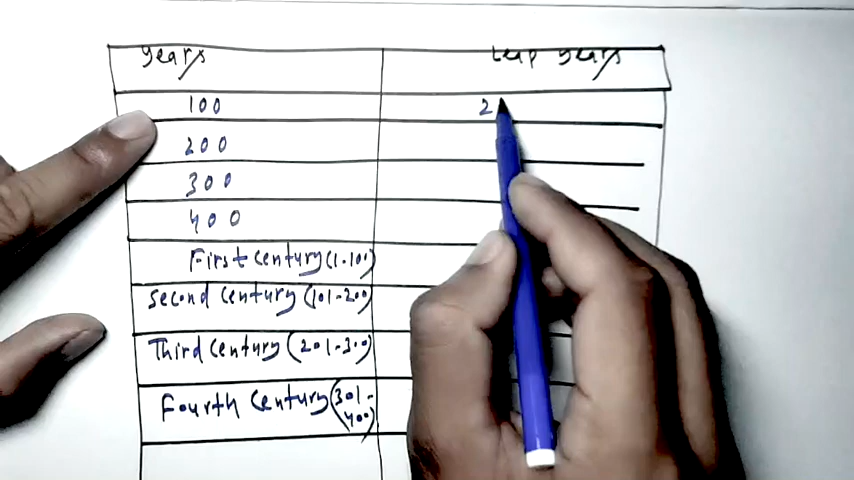 years leap years
100 2
200
300
400
First century (1-100)
second century (101-200)
Third century (201-300)
Fourth century (301-
400)